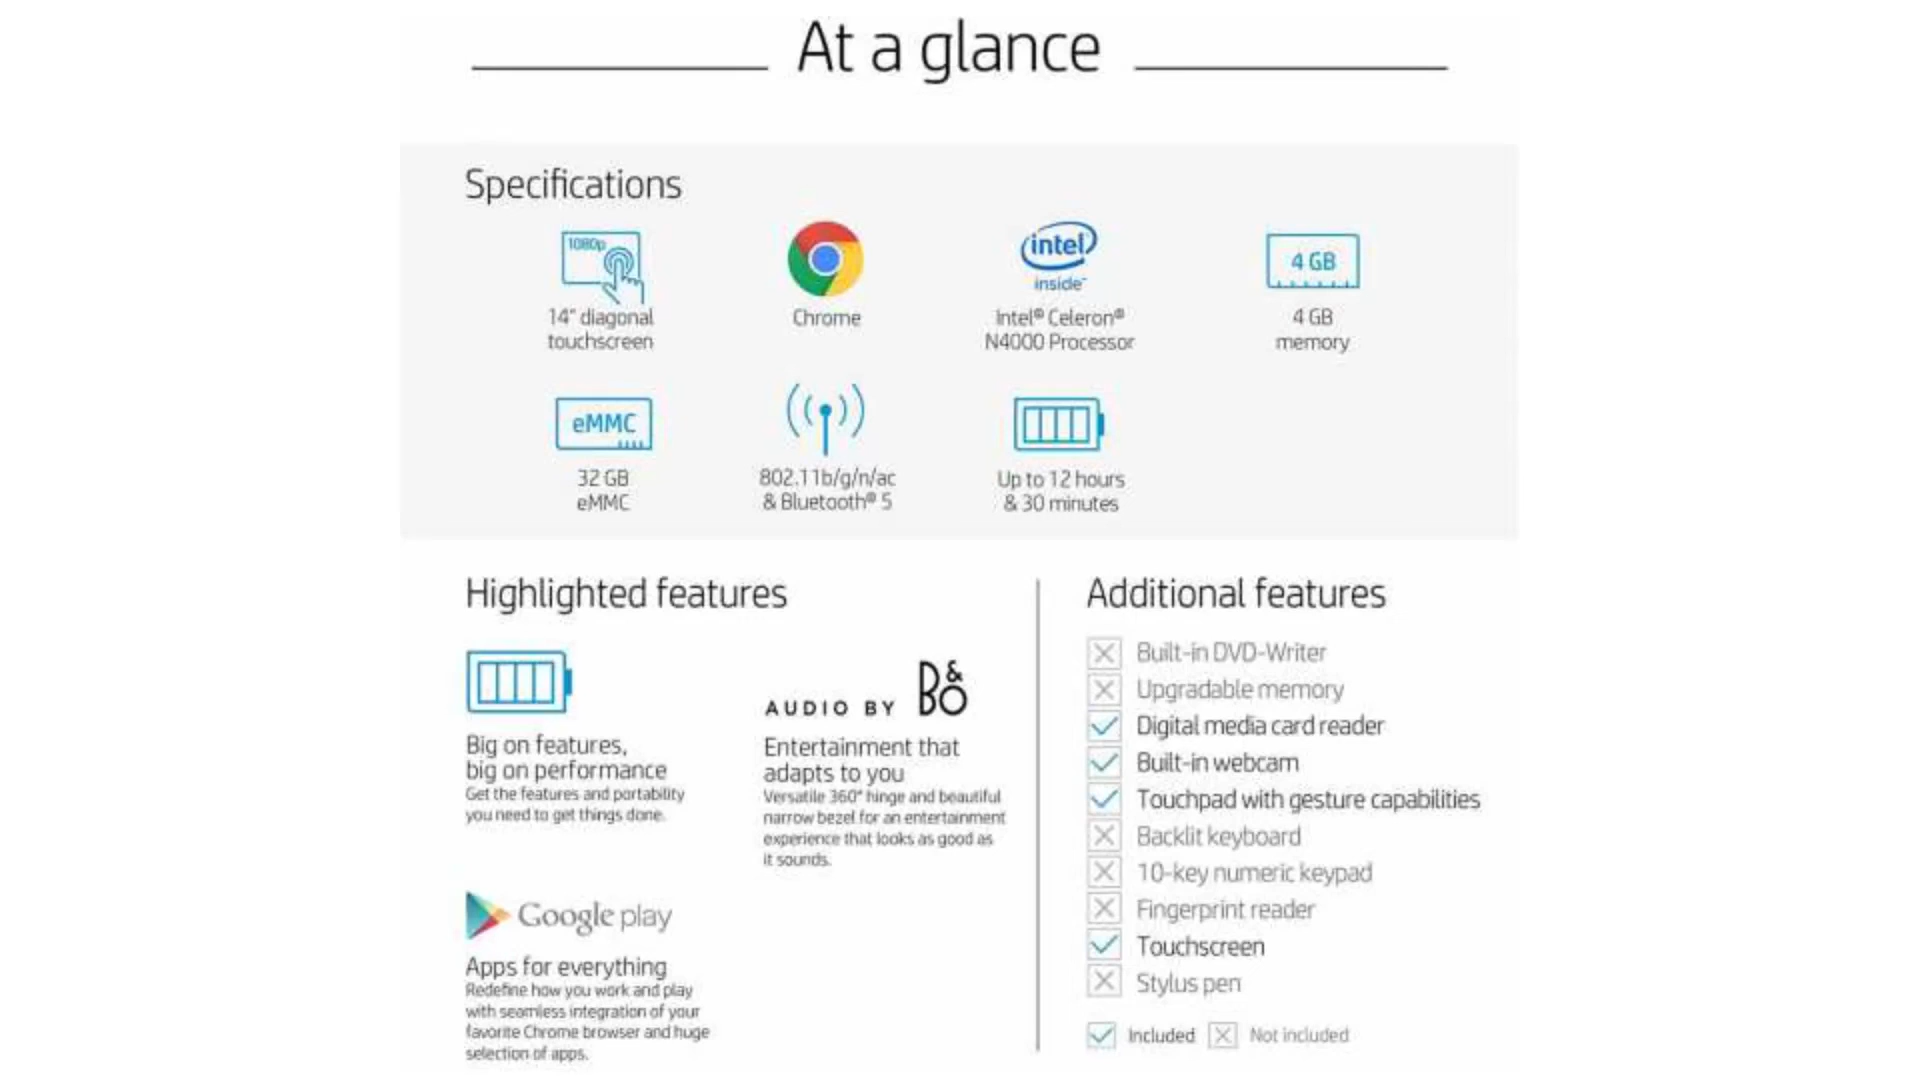 At a glance
Specifications
1080p
14" diagonal
touchscreen
Chrome
intel
inside™
Intel® Celeron®
N4000 Processor
4 GB
4 GB
memory
eMMC
32 GB
eMMC
802.11b/g/n/ac
& Bluetooth® 5
Up to 12 hours
& 30 minutes
Highlighted features
Big on features,
big on performance
Get the features and portability
you need to get things done.
AUDIO BY B&O
Entertainment that
adapts to you
Versatile 360° hinge and beautiful
narrow bezel for an entertainment
experience that looks as good as
it sounds.
Google play
Apps for everything
Redefine how you work and play
with seamless integration of your
favorite Chrome browser and huge
selection of apps.
Additional features
Built-in DVD-Writer
Upgradable memory
Digital media card reader
Built-in webcam
Touchpad with gesture capabilities
Backlit keyboard
10-key numeric keypad
Fingerprint reader
Touchscreen
Stylus pen
Included Not included